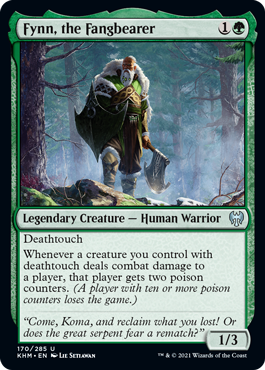 Fynn, the Fangbearer 1
Legendary Creature — Human Warrior
Deathtouch
Whenever a creature you control with
deathtouch deals combat damage to
a player, that player gets two poison
counters. (A player with ten or more poison
counters loses the game.)
"Come, Koma, and reclaim what you lost! Or
does the great serpent fear a rematch?"
1/3
170/285 U
KHM • EN Lie Setiawan
™ & © 2021 Wizards of the Coast